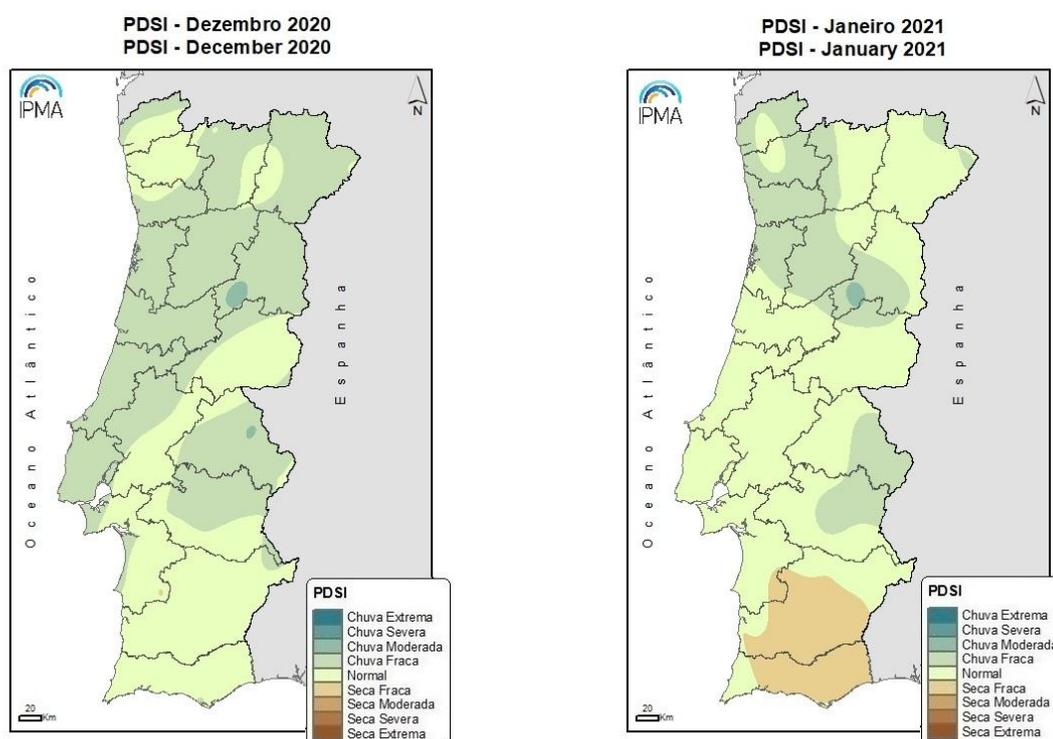 PDSI - Dezembro 2020
PDSI - December 2020
IPMA
N
Oceano Atlântico
Espanha
20
Km
PDSI
Chuva Extrema
Chuva Severa
Chuva Moderada
Chuva Fraca
Normal
Seca Fraca
Seca Moderada
Seca Severa
Seca Extrema
PDSI - Janeiro 2021
PDSI - January 2021
IPMA
N
Oceano Atlântico
Espanha
20
Km
PDSI
Chuva Extrema
Chuva Severa
Chuva Moderada
Chuva Fraca
Normal
Seca Fraca
Seca Moderada
Seca Severa
Seca Extrema